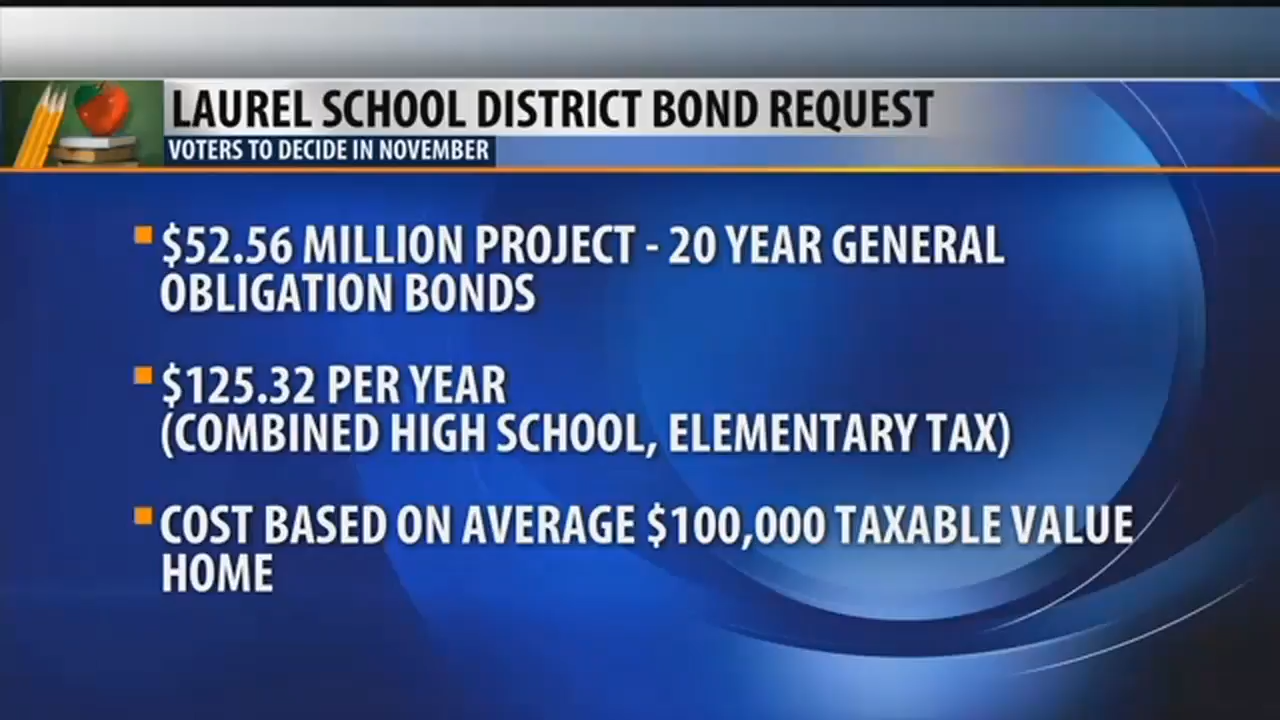 LAUREL SCHOOL DISTRICT BOND REQUEST
VOTERS TO DECIDE IN NOVEMBER
$52.56 MILLION PROJECT - 20 YEAR GENERAL
OBLIGATION BONDS
$125.32 PER YEAR
(COMBINED HIGH SCHOOL, ELEMENTARY TAX)
COST BASED ON AVERAGE $100,000 TAXABLE VALUE
HOME